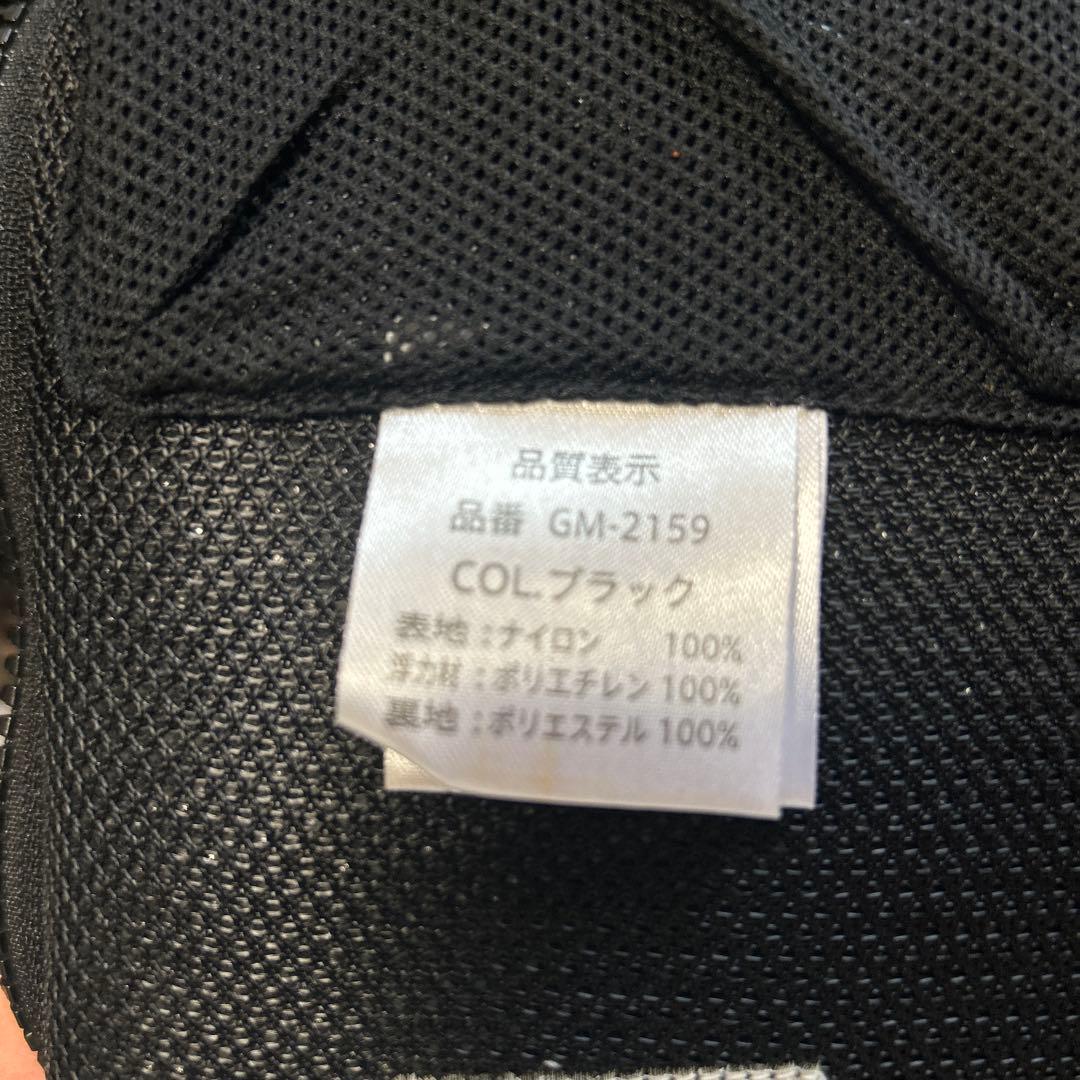 品質表示
品番 GM-2159
COL.ブラック
表地:ナイロン 100%
浮力材:ポリエチレン 100%
裏地:ポリエステル 100%